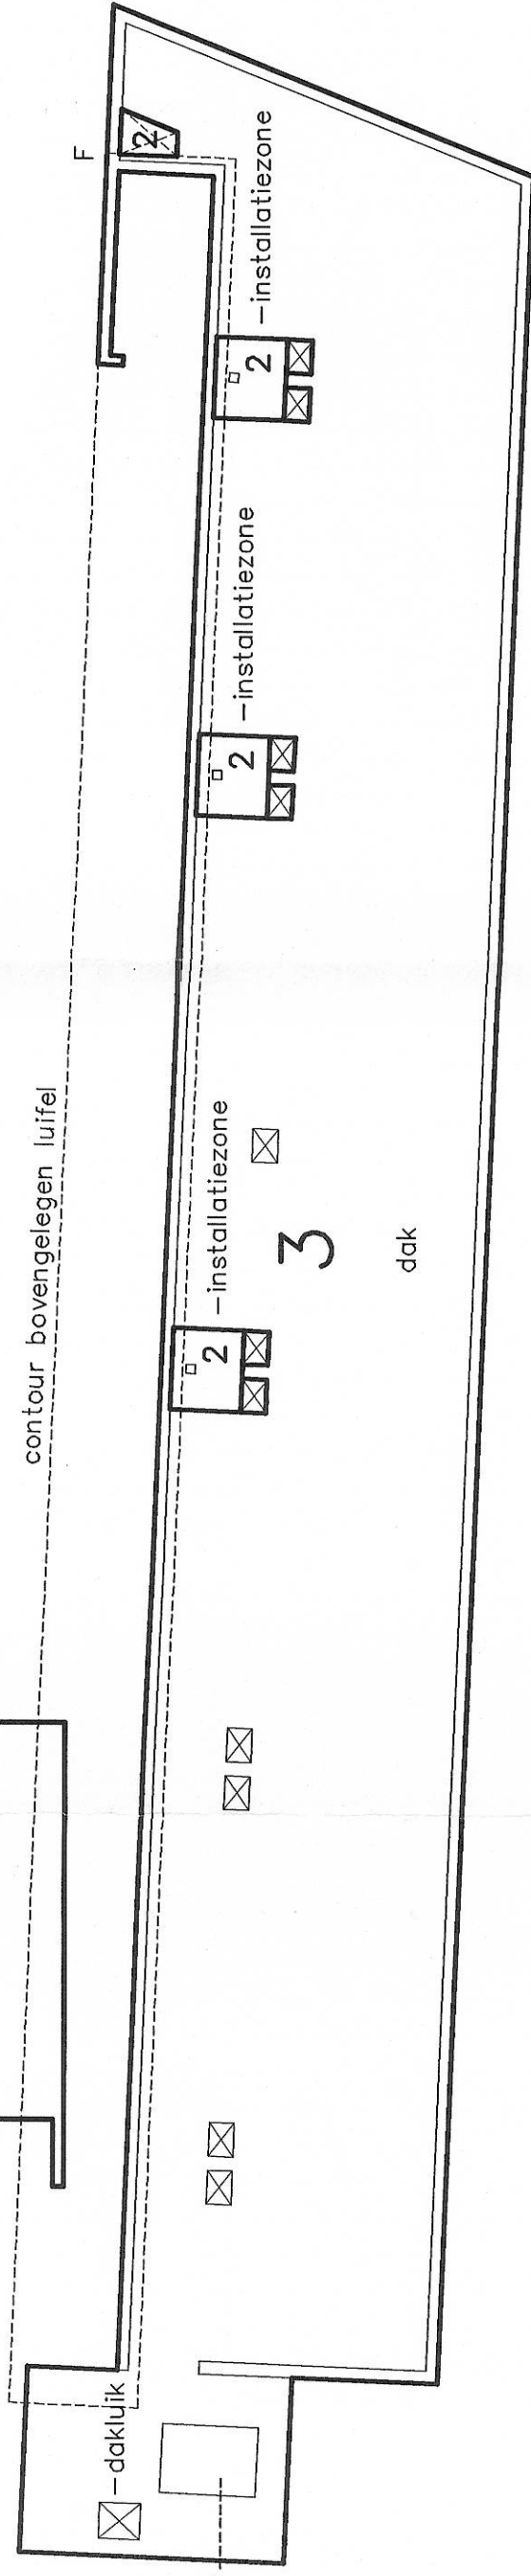 F
2
–installatiezone
2
–installatiezone
2
contour bovengelegen luifel
–installatiezone
2
3
dak
–dakluik